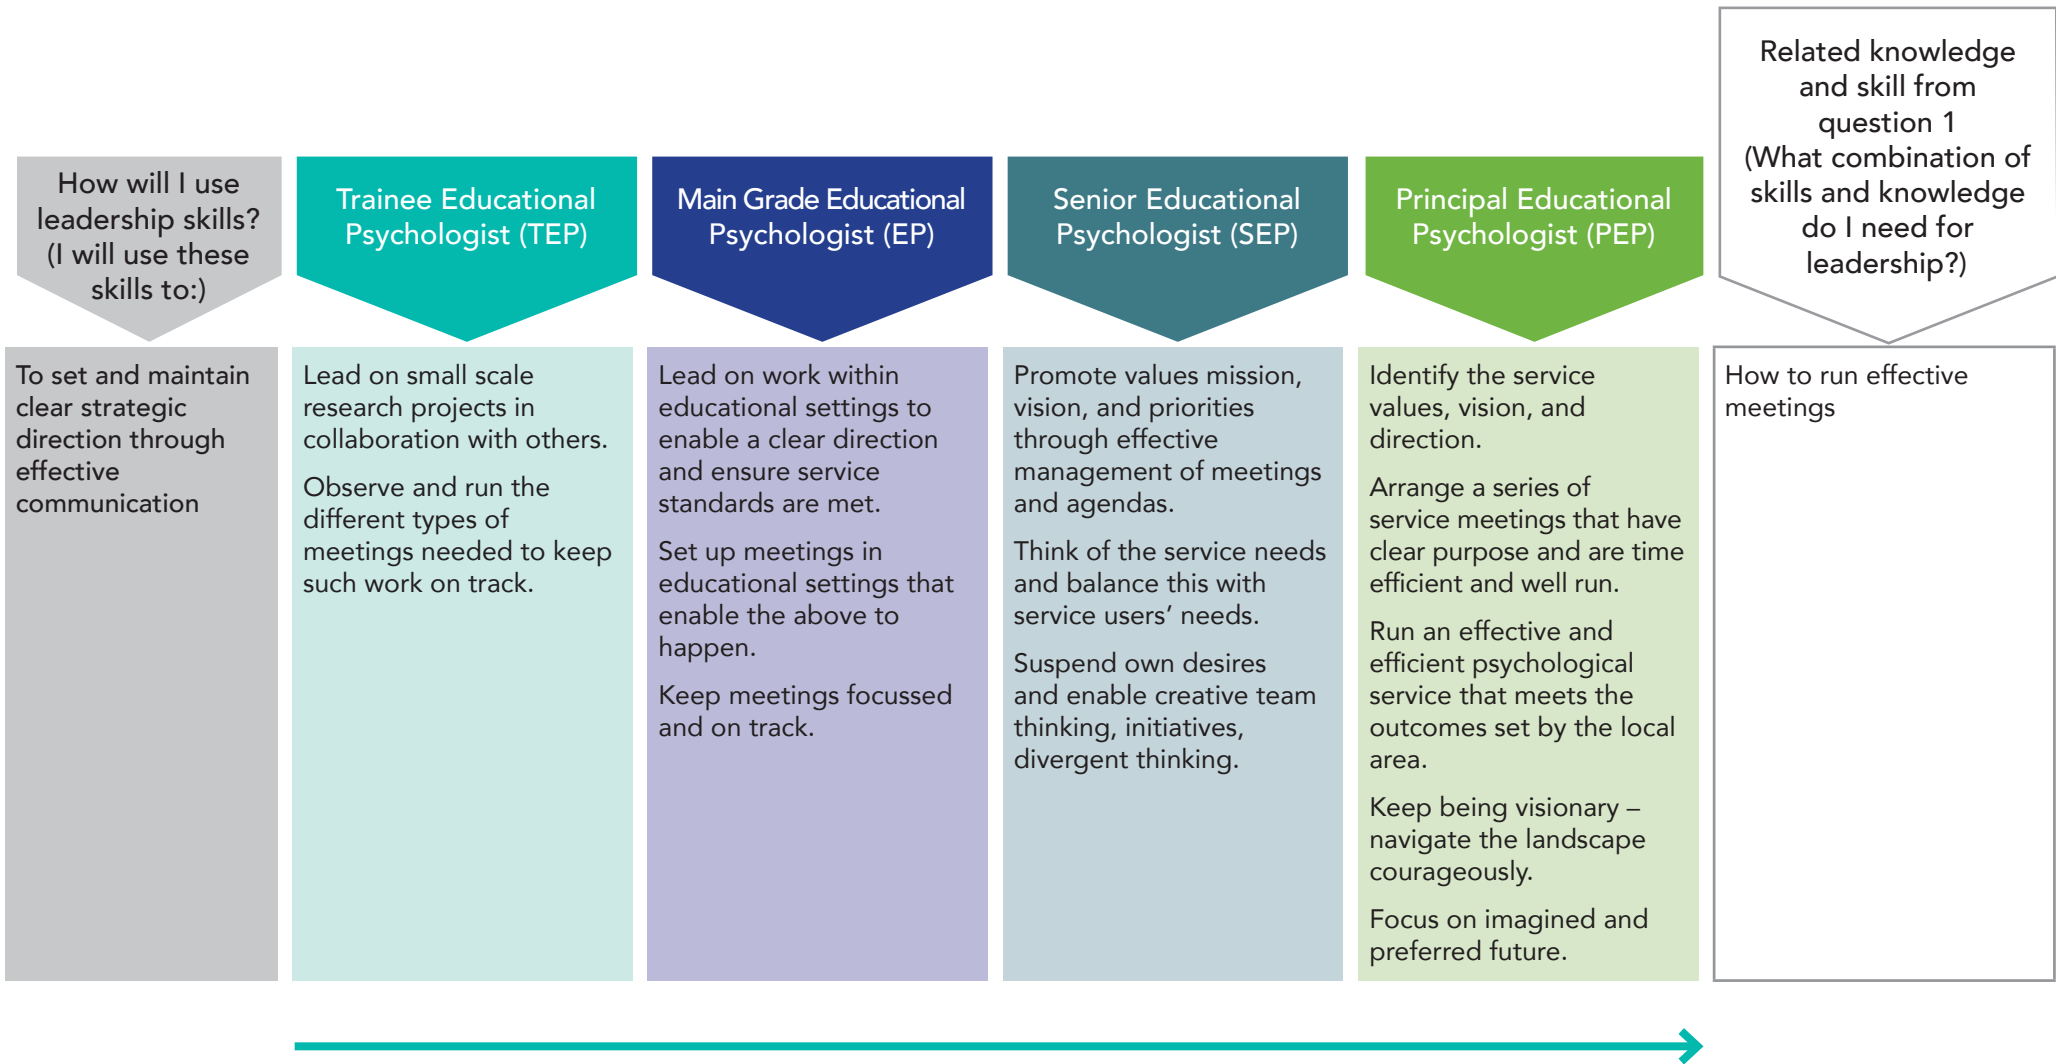 How will I use
leadership skills?
(I will use these
skills to:)
Trainee Educational
Psychologist (TEP)
Main Grade Educational
Psychologist (EP)
Senior Educational
Psychologist (SEP)
Principal Educational
Psychologist (PEP)
Related knowledge
and skill from
question 1
(What combination of
skills and knowledge
do I need for
leadership?)
To set and maintain
clear strategic
direction through
effective
communication
Lead on small scale
research projects in
collaboration with others.
Observe and run the
different types of
meetings needed to keep
such work on track.
Lead on work within
educational settings to
enable a clear direction
and ensure service
standards are met.
Set up meetings in
educational settings that
enable the above to
happen.
Keep meetings focussed
and on track.
Promote values mission,
vision, and priorities
through effective
management of meetings
and agendas.
Think of the service needs
and balance this with
service users’ needs.
Suspend own desires
and enable creative team
thinking, initiatives,
divergent thinking.
Identify the service
values, vision, and
direction.
Arrange a series of
service meetings that have
clear purpose and are time
efficient and well run.
Run an effective and
efficient psychological
service that meets the
outcomes set by the local
area.
Keep being visionary –
navigate the landscape
courageously.
Focus on imagined and
preferred future.
How to run effective
meetings